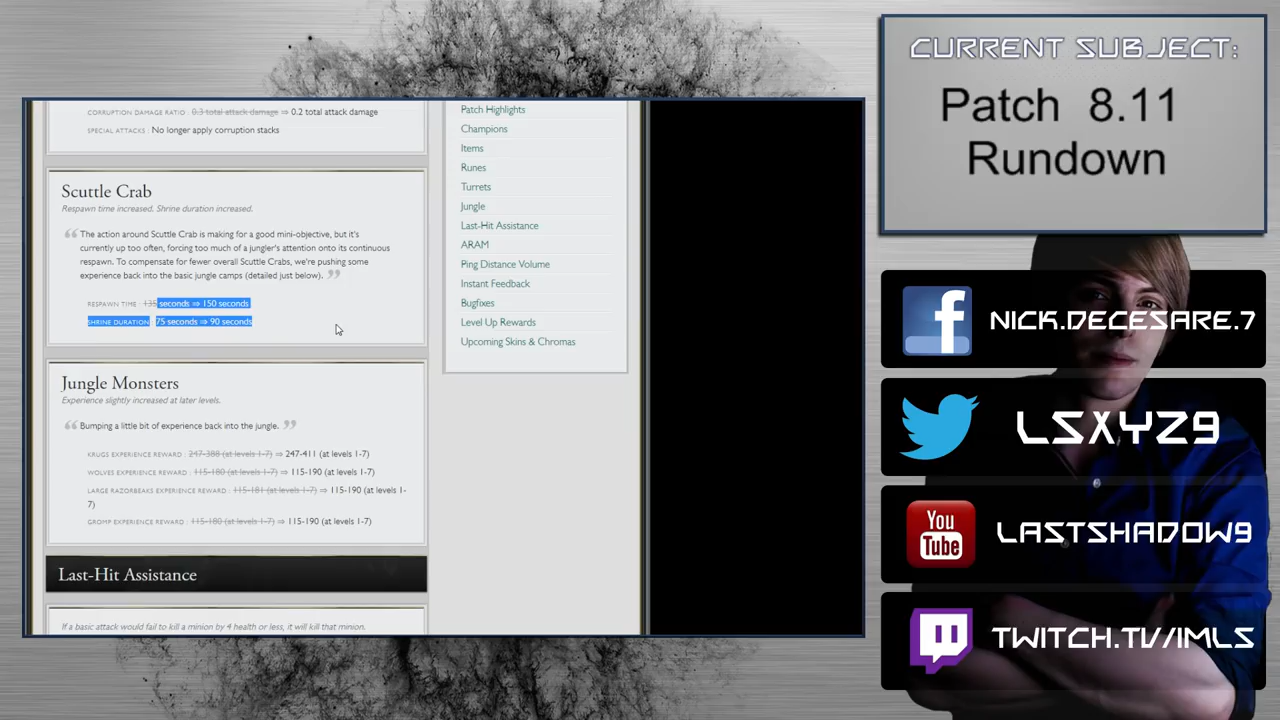 CORRUPTION DAMAGE RATIO : 0.3 total attack damage ⇒ 0.2 total attack damage
SPECIAL ATTACKS : No longer apply corruption stacks
Scuttle Crab
Respawn time increased. Shrine duration increased.
“ The action around Scuttle Crab is making for a good mini-objective, but it's
currently up too often, forcing too much of a jungler's attention onto its continuous
respawn. To compensate for fewer overall Scuttle Crabs, we're pushing some
experience back into the basic jungle camps (detailed just below). ”
RESPAWN TIME : 135 seconds ⇒ 150 seconds
SHRINE DURATION : 75 seconds ⇒ 90 seconds
Jungle Monsters
Experience slightly increased at later levels.
“ Bumping a little bit of experience back into the jungle. ”
KRUGS EXPERIENCE REWARD : 247-388 (at levels 1-7) ⇒ 247-411 (at levels 1-7)
WOLVES EXPERIENCE REWARD : 115-180 (at levels 1-7) ⇒ 115-190 (at levels 1-7)
LARGE RAZORBEAKS EXPERIENCE REWARD : 115-181 (at levels 1-7) ⇒ 115-190 (at levels 1-
7)
GROMP EXPERIENCE REWARD : 115-180 (at levels 1-7) ⇒ 115-190 (at levels 1-7)
Last-Hit Assistance
If a basic attack would fail to kill a minion by 4 health or less, it will kill that minion.
Patch Highlights
Champions
Items
Runes
Turrets
Jungle
Last-Hit Assistance
ARAM
Ping Distance Volume
Instant Feedback
Bugfixes
Level Up Rewards
Upcoming Skins & Chromas
CURRENT SUBJECT:
Patch 8.11
Rundown
NICK.DECESARE.7
LSXYZ9
You
Tube
LASTSHADOW9
TWITCH.TV/IMLS